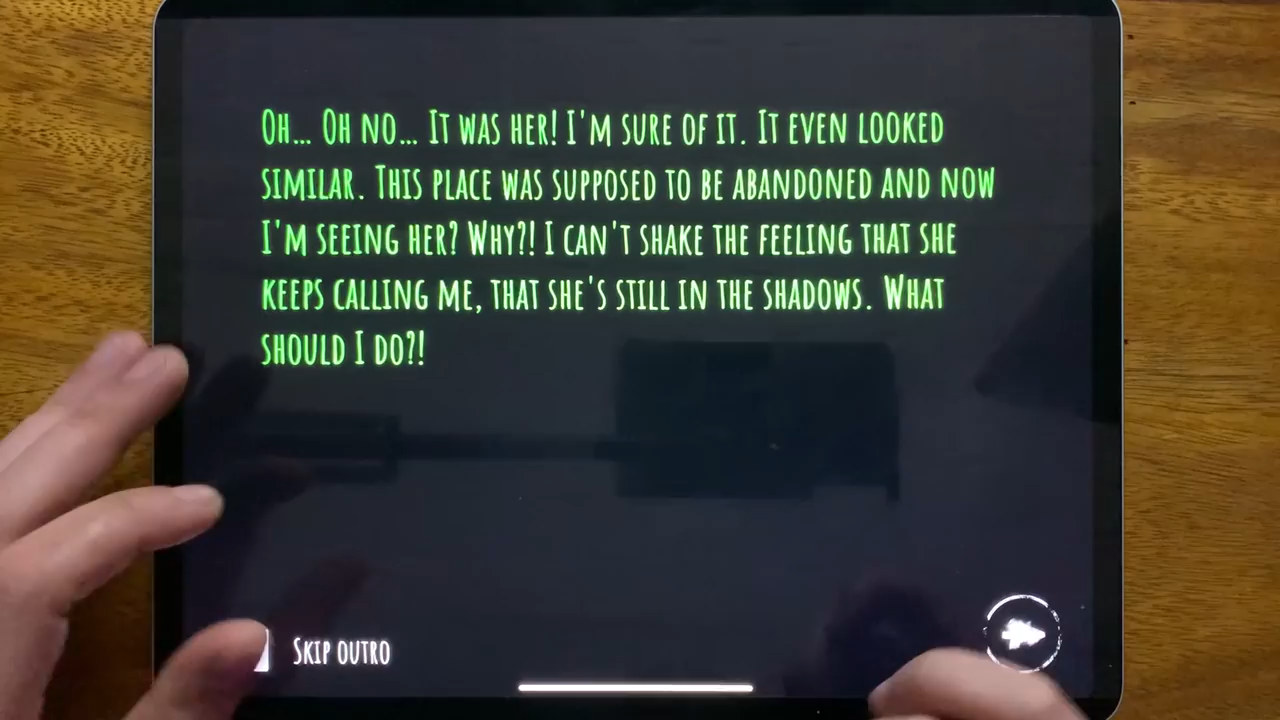 OH... OH NO... IT WAS HER! I'M SURE OF IT. IT EVEN LOOKED
SIMILAR. THIS PLACE WAS SUPPOSED TO BE ABANDONED AND NOW
I'M SEEING HER? WHY?! I CAN'T SHAKE THE FEELING THAT SHE
KEEPS CALLING ME, THAT SHE'S STILL IN THE SHADOWS. WHAT
SHOULD I DO?!
SKIP OUTRO